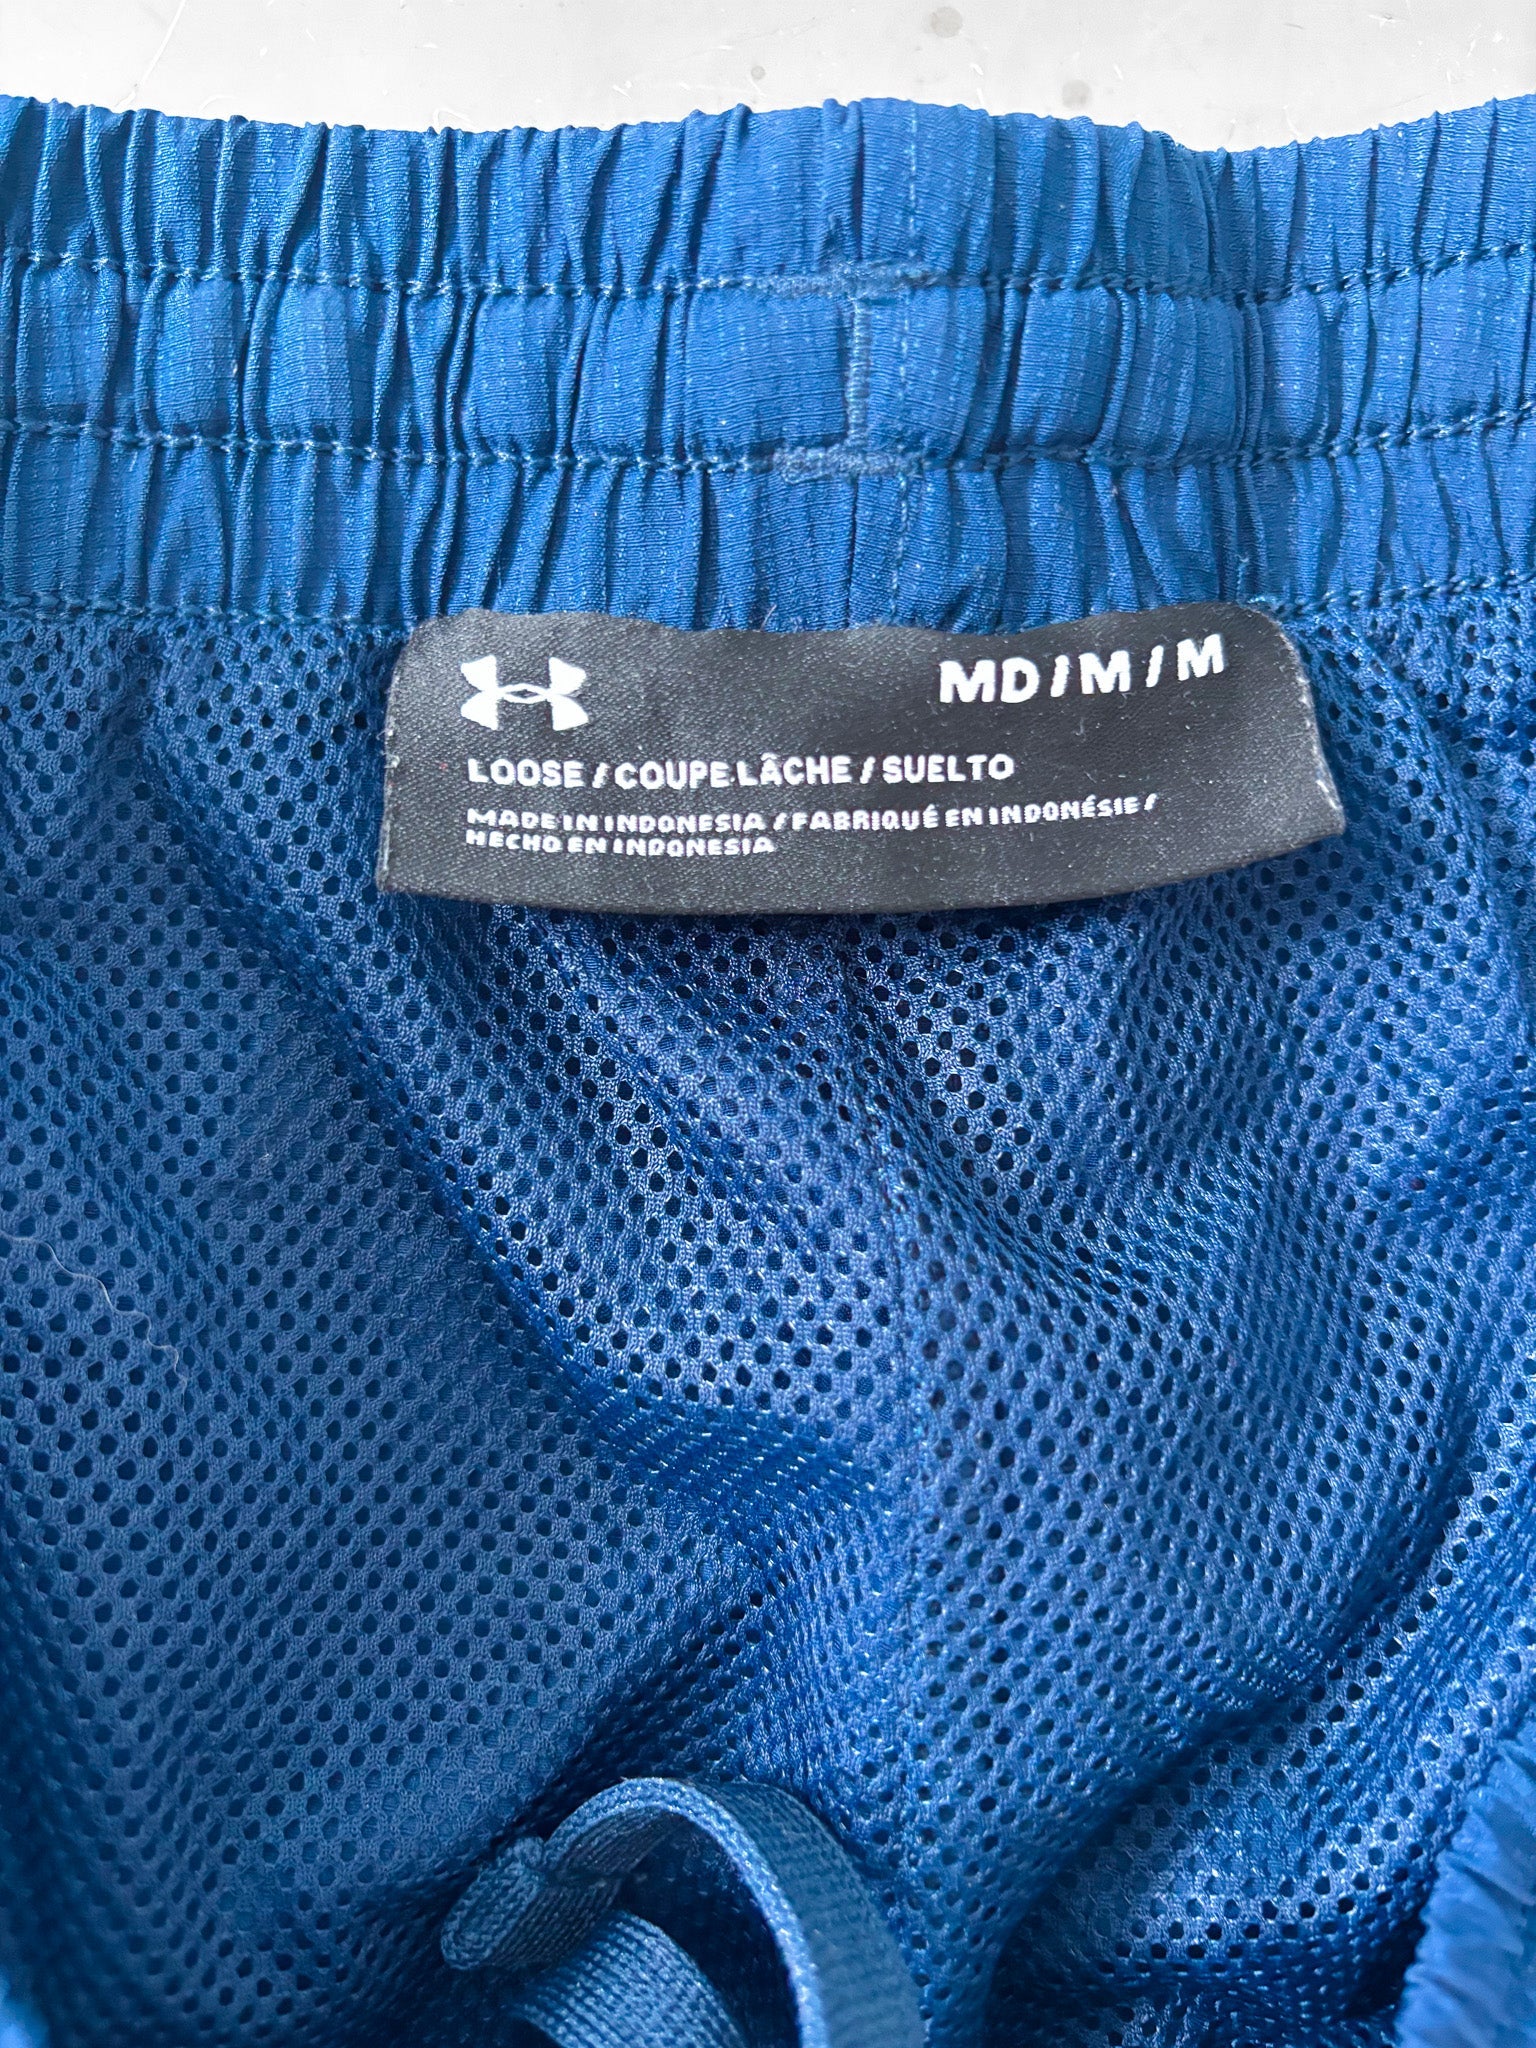 MD / M / M
LOOSE / COUPE LÂCHE / SUELTO
MADE IN INDONESIA / FABRIQUÉ EN INDONÉSIE /
HECHO EN INDONESIA